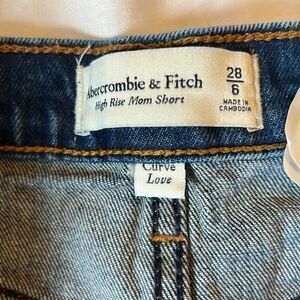 Abercrombie & Fitch
High Rise Mom Short
28
6
MADE IN
CAMBODIA
Curve
Love